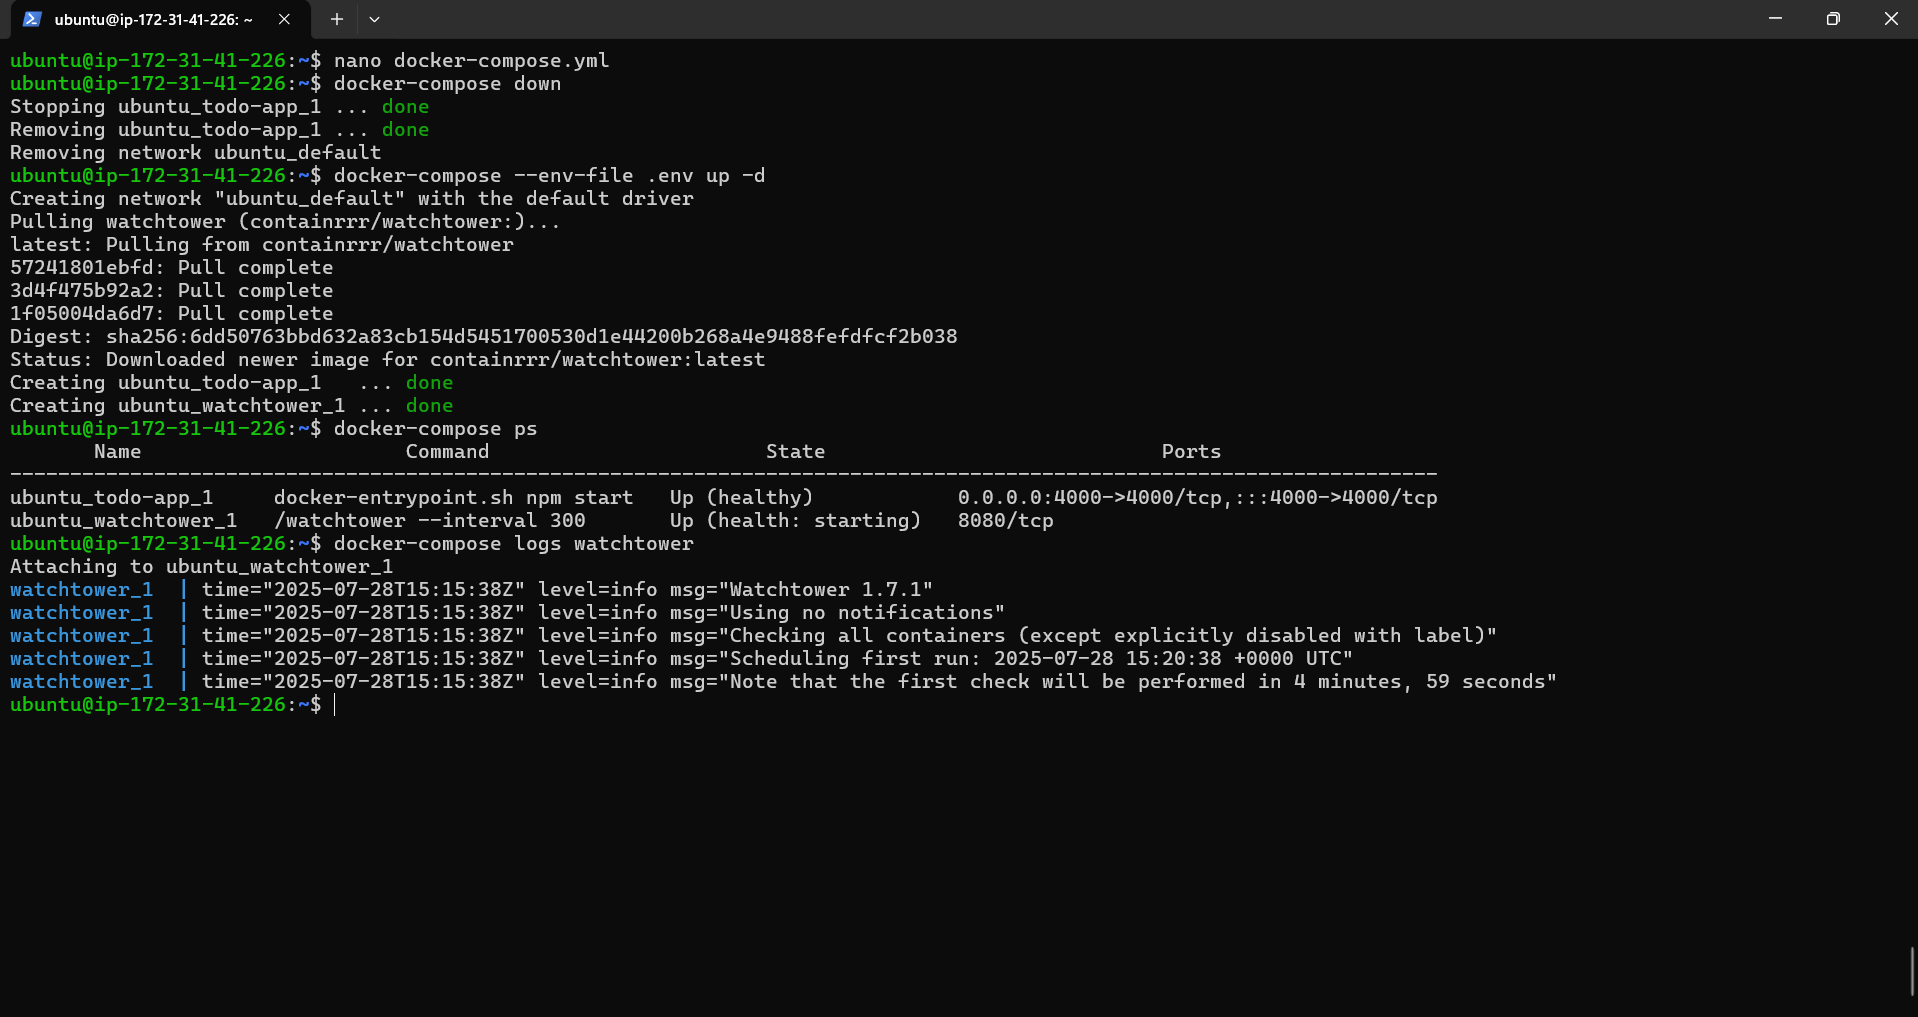 ubuntu@ip-172-31-41-226: ~
ubuntu@ip-172-31-41-226:~$ nano docker-compose.yml
ubuntu@ip-172-31-41-226:~$ docker-compose down
Stopping ubuntu_todo-app_1 ... done
Removing ubuntu_todo-app_1 ... done
Removing network ubuntu_default
ubuntu@ip-172-31-41-226:~$ docker-compose --env-file .env up -d
Creating network "ubuntu_default" with the default driver
Pulling watchtower (containrrr/watchtower:)...
latest: Pulling from containrrr/watchtower
57241801ebfd: Pull complete
3d4f475b92a2: Pull complete
1f05004da6d7: Pull complete
Digest: sha256:6dd50763bbd632a83cb154d5451700530d1e44200b268a4e9488fefdfcf2b038
Status: Downloaded newer image for containrrr/watchtower:latest
Creating ubuntu_todo-app_1   ... done
Creating ubuntu_watchtower_1 ... done
ubuntu@ip-172-31-41-226:~$ docker-compose ps
       Name                      Command                       State                            Ports
-----------------------------------------------------------------------------------------------------------------------
ubuntu_todo-app_1     docker-entrypoint.sh npm start   Up (healthy)            0.0.0.0:4000->4000/tcp,:::4000->4000/tcp
ubuntu_watchtower_1   /watchtower --interval 300       Up (health: starting)   8080/tcp
ubuntu@ip-172-31-41-226:~$ docker-compose logs watchtower
Attaching to ubuntu_watchtower_1
watchtower_1  | time="2025-07-28T15:15:38Z" level=info msg="Watchtower 1.7.1"
watchtower_1  | time="2025-07-28T15:15:38Z" level=info msg="Using no notifications"
watchtower_1  | time="2025-07-28T15:15:38Z" level=info msg="Checking all containers (except explicitly disabled with label)"
watchtower_1  | time="2025-07-28T15:15:38Z" level=info msg="Scheduling first run: 2025-07-28 15:20:38 +0000 UTC"
watchtower_1  | time="2025-07-28T15:15:38Z" level=info msg="Note that the first check will be performed in 4 minutes, 59 seconds"
ubuntu@ip-172-31-41-226:~$